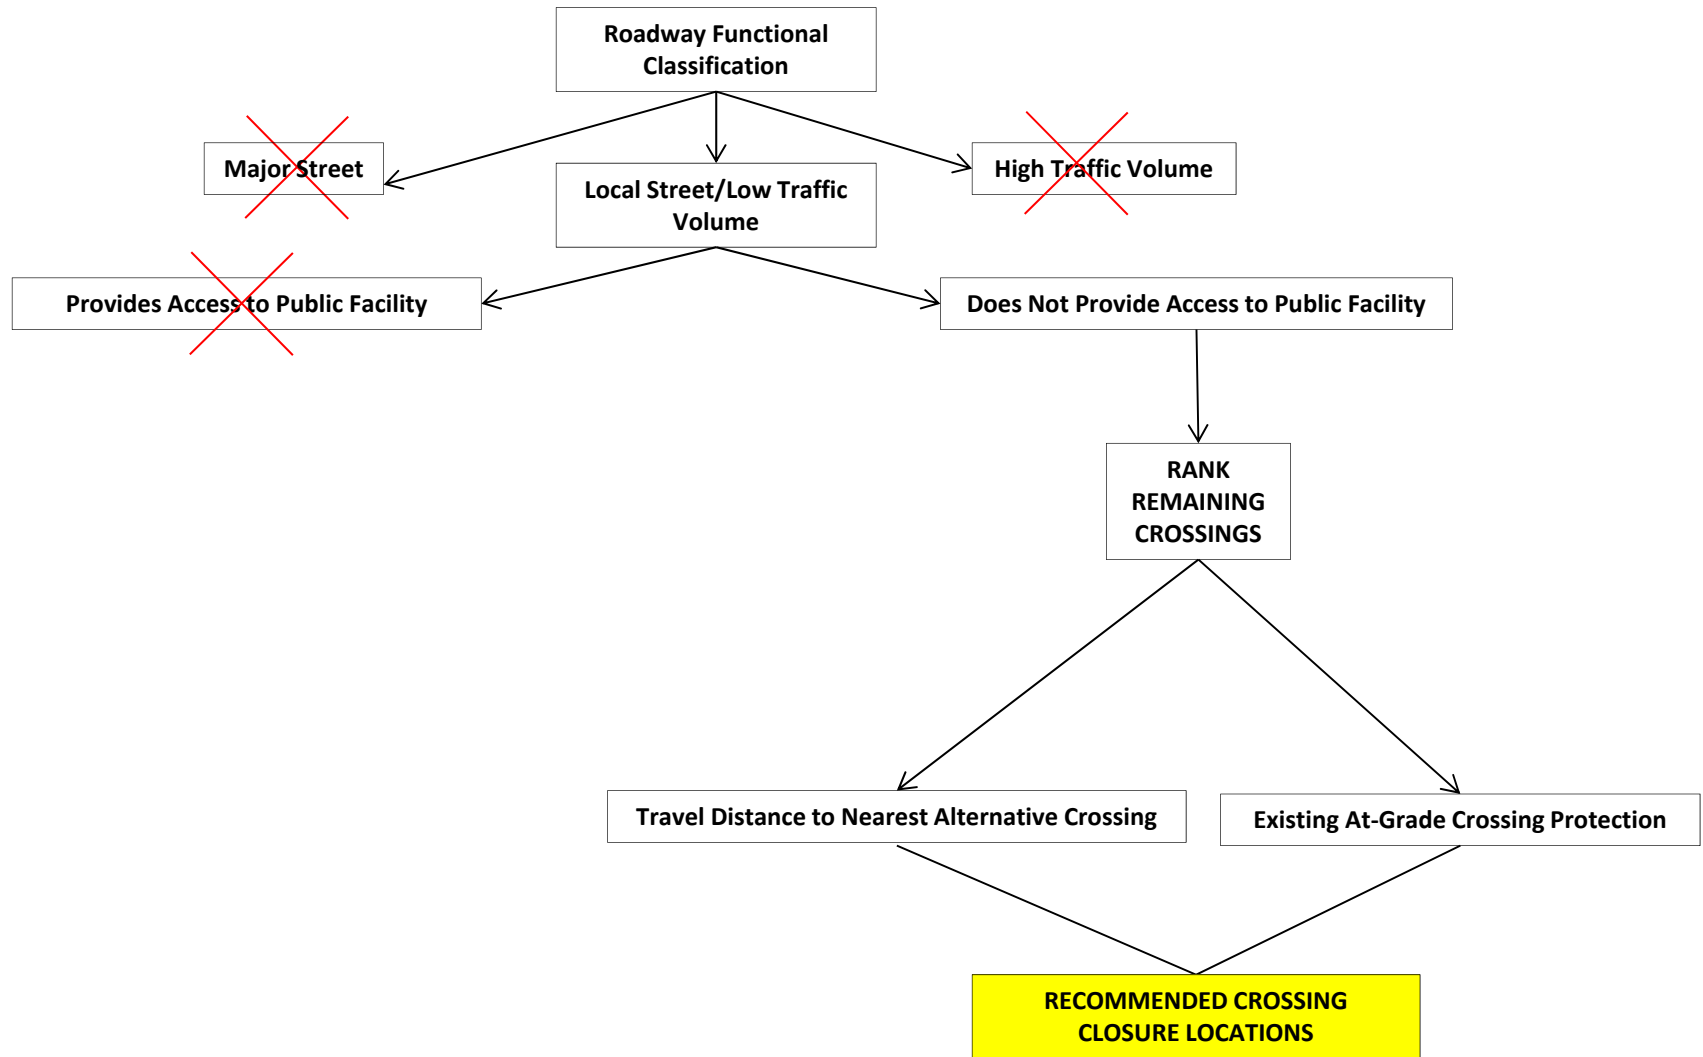 Roadway Functional
Classification
Major Street
High Traffic Volume
Local Street/Low Traffic
Volume
Provides Access to Public Facility
Does Not Provide Access to Public Facility
RANK
REMAINING
CROSSINGS
Travel Distance to Nearest Alternative Crossing
Existing At-Grade Crossing Protection
RECOMMENDED CROSSING
CLOSURE LOCATIONS